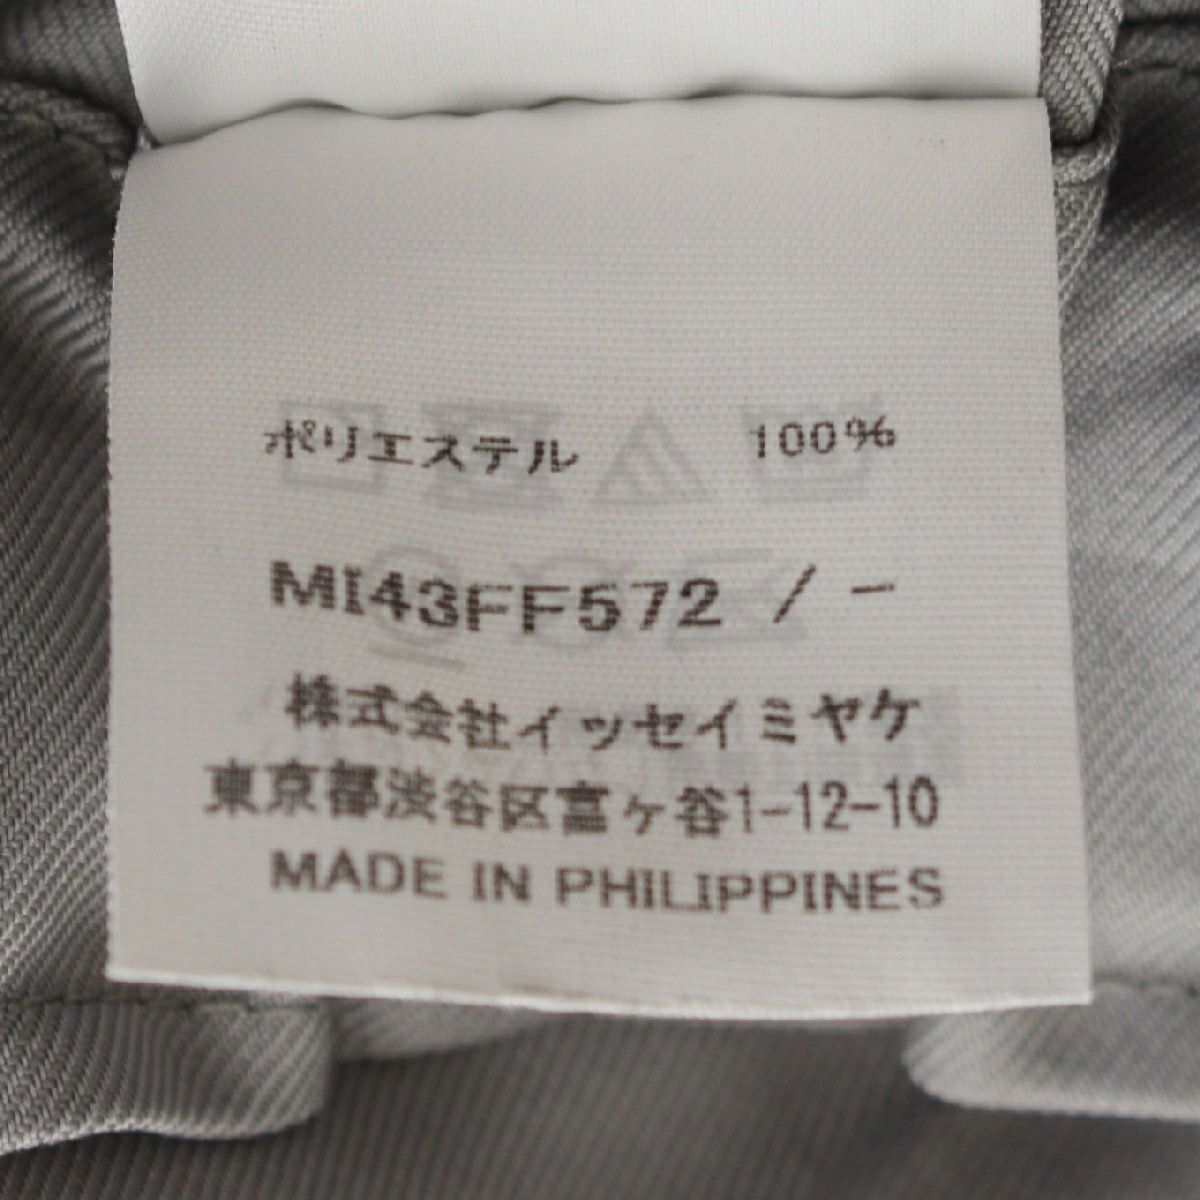 ポリエステル 100%
MI43FF572 / -
株式会社イッセイミヤケ
東京都渋谷区富ヶ谷1-12-10
MADE IN PHILIPPINES